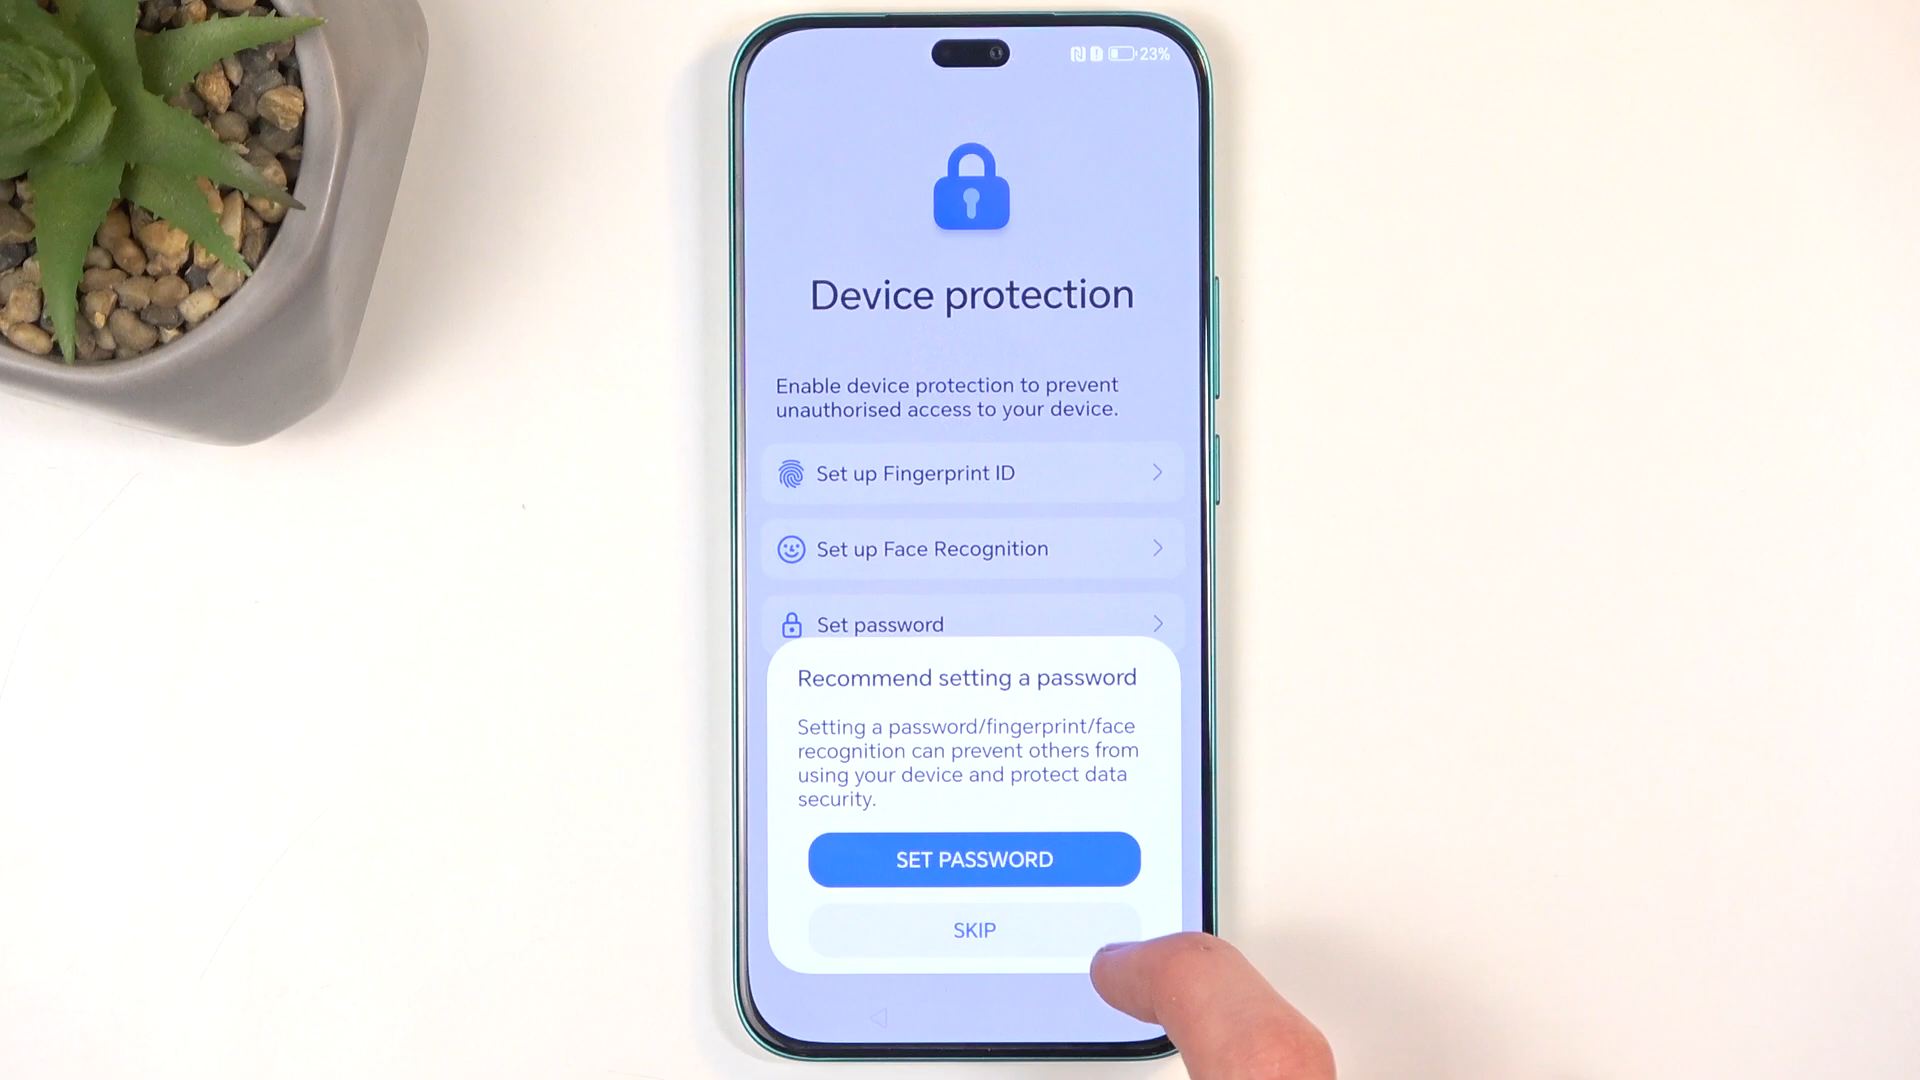 23%
Device protection
Enable device protection to prevent
unauthorised access to your device.
Set up Fingerprint ID
Set up Face Recognition
Set password
Recommend setting a password
Setting a password/fingerprint/face
recognition can prevent others from
using your device and protect data
security.
SET PASSWORD
SKIP